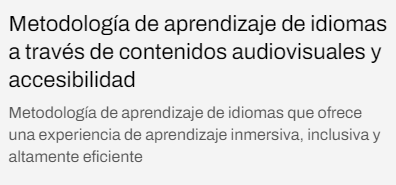 Metodología de aprendizaje de idiomas
a través de contenidos audiovisuales y
accesibilidad
Metodología de aprendizaje de idiomas que ofrece
una experiencia de aprendizaje inmersiva, inclusiva y
altamente eficiente